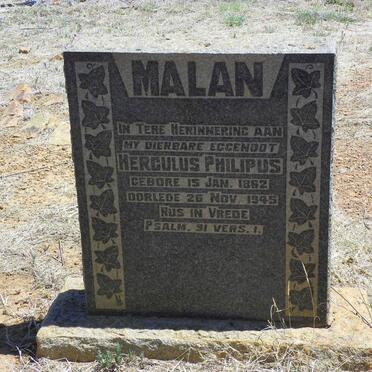 MALAN
IN TERE HERINNERING AAN
MY DIERBARE EGGENOOT
HERCULUS PHILIPUS
GEBORE 15 JAN. 1862
OORLEDE 26 NOV. 1945
RUS IN VREDE
PSALM. 91 VERS. 1.